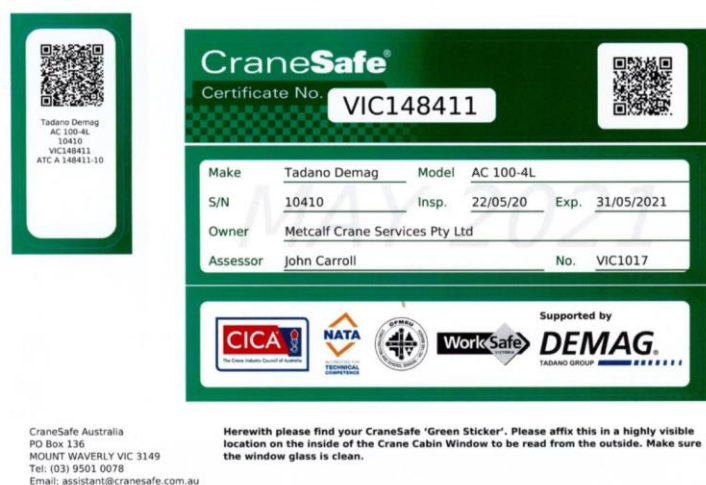 Tadano Demag
AC 100-4L
10410
VIC148411
ATC A 148411-10
CraneSafe®
Certificate No. VIC148411
MAY 2021
Make Tadano Demag Model AC 100-4L
S/N 10410 Insp. 22/05/20 Exp. 31/05/2021
Owner Metcalf Crane Services Pty Ltd
Assessor John Carroll No. VIC1017
CICA
The Crane Industry Council of Australia
NATA
ACCREDITED FOR
TECHNICAL
COMPETENCE
CFMEU
WorkSafe
VICTORIA
Supported by
DEMAG®
TADANO GROUP
CraneSafe Australia
PO Box 136
MOUNT WAVERLY VIC 3149
Tel: (03) 9501 0078
Email: assistant@cranesafe.com.au
Herewith please find your CraneSafe ‘Green Sticker’. Please affix this in a highly visible
location on the inside of the Crane Cabin Window to be read from the outside. Make sure
the window glass is clean.